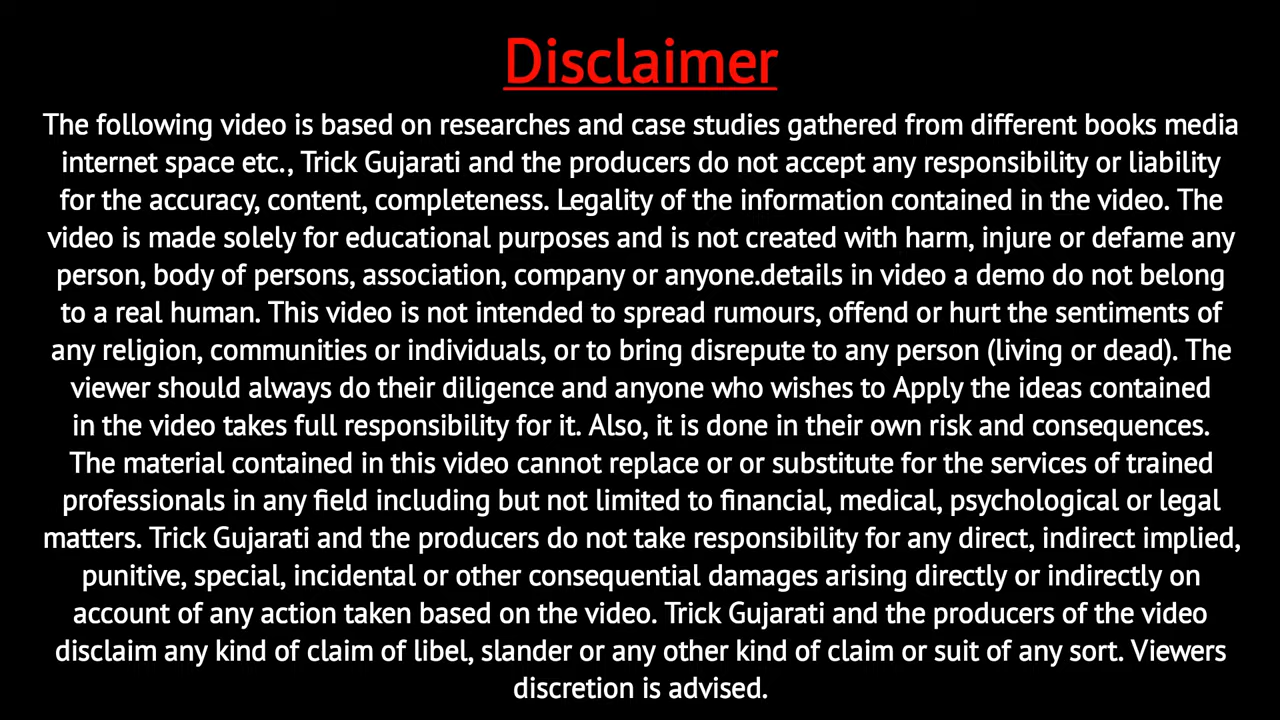 Disclaimer
The following video is based on researches and case studies gathered from different books media
internet space etc., Trick Gujarati and the producers do not accept any responsibility or liability
for the accuracy, content, completeness. Legality of the information contained in the video. The
video is made solely for educational purposes and is not created with harm, injure or defame any
person, body of persons, association, company or anyone.details in video a demo do not belong
to a real human. This video is not intended to spread rumours, offend or hurt the sentiments of
any religion, communities or individuals, or to bring disrepute to any person (living or dead). The
viewer should always do their diligence and anyone who wishes to Apply the ideas contained
in the video takes full responsibility for it. Also, it is done in their own risk and consequences.
The material contained in this video cannot replace or or substitute for the services of trained
professionals in any field including but not limited to financial, medical, psychological or legal
matters. Trick Gujarati and the producers do not take responsibility for any direct, indirect implied,
punitive, special, incidental or other consequential damages arising directly or indirectly on
account of any action taken based on the video. Trick Gujarati and the producers of the video
disclaim any kind of claim of libel, slander or any other kind of claim or suit of any sort. Viewers
discretion is advised.